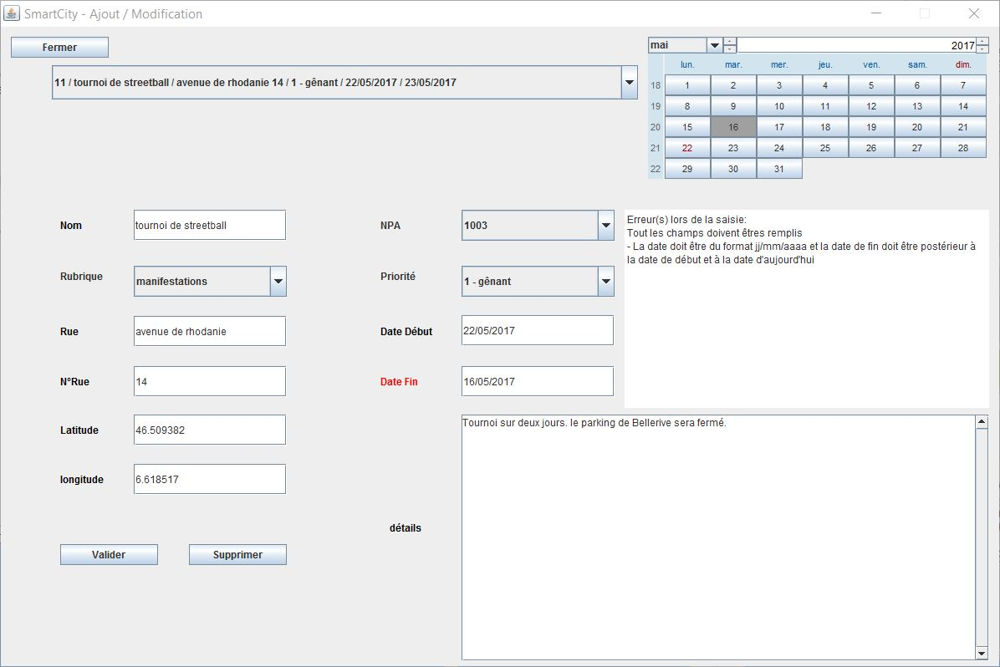 SmartCity - Ajout / Modification
Fermer
11 / tournoi de streetball / avenue de rhodanie 14 / 1 - gênant / 22/05/2017 / 23/05/2017
mai 2017
lun. mar. mer. jeu. ven. sam. dim.
18 1 2 3 4 5 6 7
19 8 9 10 11 12 13 14
20 15 16 17 18 19 20 21
21 22 23 24 25 26 27 28
22 29 30 31
Nom tournoi de streetball
Rubrique manifestations
Rue avenue de rhodanie
N°Rue 14
Latitude 46.509382
longitude 6.618517
Valider Supprimer
NPA 1003
Priorité 1 - gênant
Date Début 22/05/2017
Date Fin 16/05/2017
détails
Erreur(s) lors de la saisie:
Tout les champs doivent êtres remplis
- La date doit être du format jj/mm/aaaa et la date de fin doit être postérieur à
la date de début et à la date d'aujourd'hui
Tournoi sur deux jours. le parking de Bellerive sera fermé.